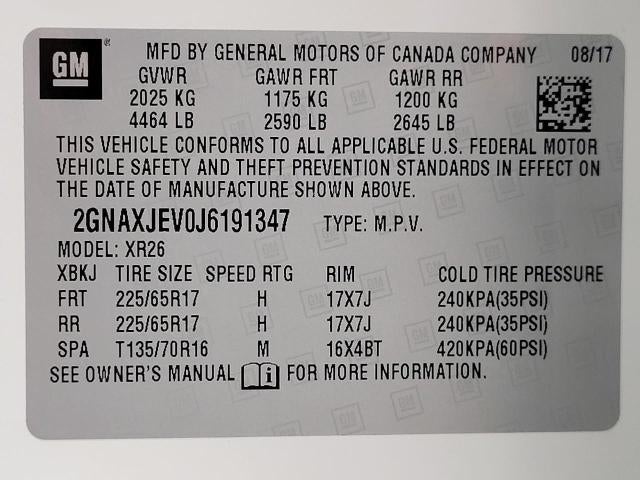 GM® MFD BY GENERAL MOTORS OF CANADA COMPANY 08/17
GVWR GAWR FRT GAWR RR
2025 KG 1175 KG 1200 KG
4464 LB 2590 LB 2645 LB
THIS VEHICLE CONFORMS TO ALL APPLICABLE U.S. FEDERAL MOTOR
VEHICLE SAFETY AND THEFT PREVENTION STANDARDS IN EFFECT ON
THE DATE OF MANUFACTURE SHOWN ABOVE.
2GNAXJEV0J6191347 TYPE: M.P.V.
MODEL: XR26
XBKJ TIRE SIZE SPEED RTG RIM COLD TIRE PRESSURE
FRT 225/65R17 H 17X7J 240KPA(35PSI)
RR 225/65R17 H 17X7J 240KPA(35PSI)
SPA T135/70R16 M 16X4BT 420KPA(60PSI)
SEE OWNER'S MANUAL i FOR MORE INFORMATION.